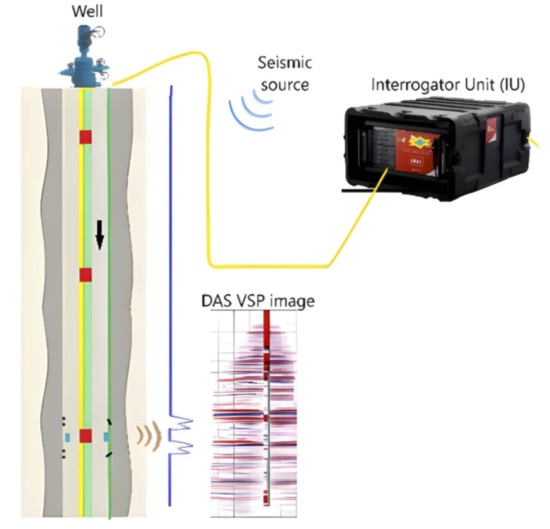 Well
Seismic
source
Interrogator Unit (IU)
DAS VSP image